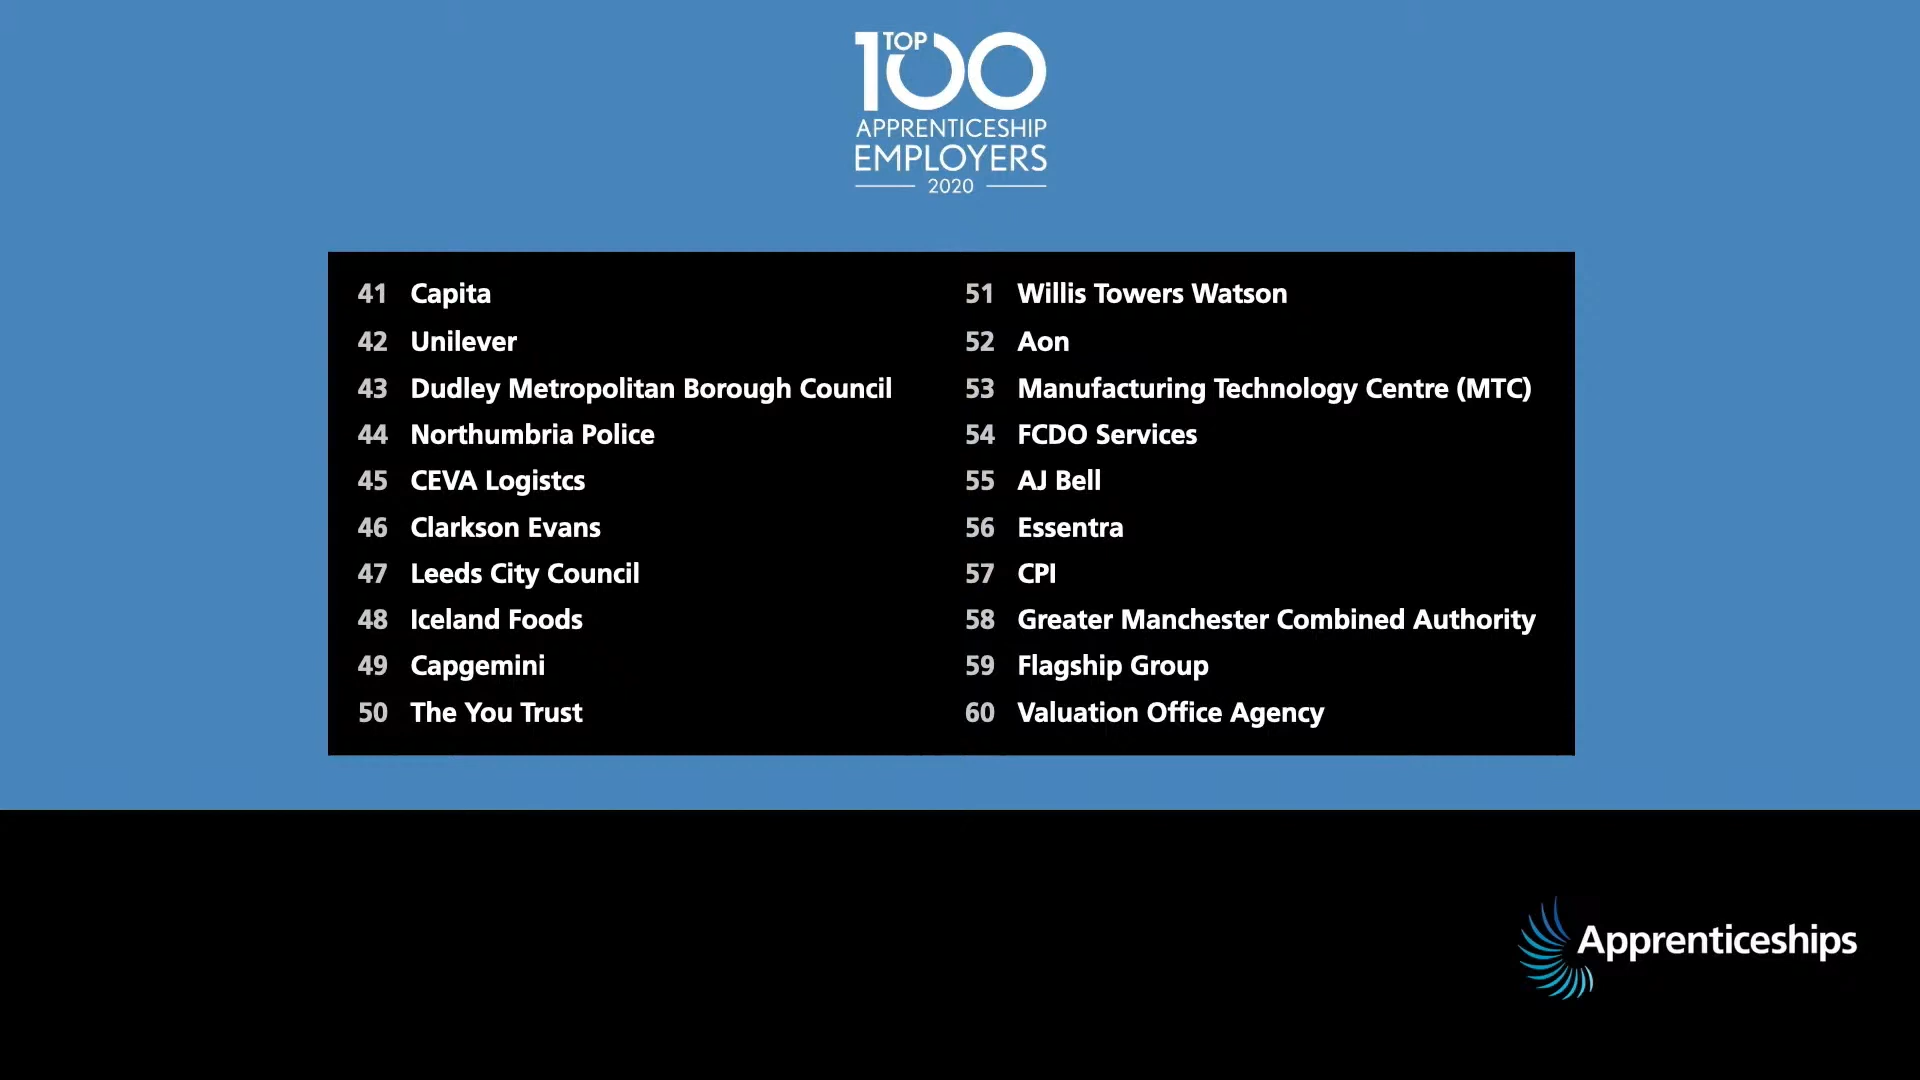 TOP
100
APPRENTICESHIP
EMPLOYERS
2020
41 Capita
42 Unilever
43 Dudley Metropolitan Borough Council
44 Northumbria Police
45 CEVA Logistcs
46 Clarkson Evans
47 Leeds City Council
48 Iceland Foods
49 Capgemini
50 The You Trust
51 Willis Towers Watson
52 Aon
53 Manufacturing Technology Centre (MTC)
54 FCDO Services
55 AJ Bell
56 Essentra
57 CPI
58 Greater Manchester Combined Authority
59 Flagship Group
60 Valuation Office Agency
Apprenticeships